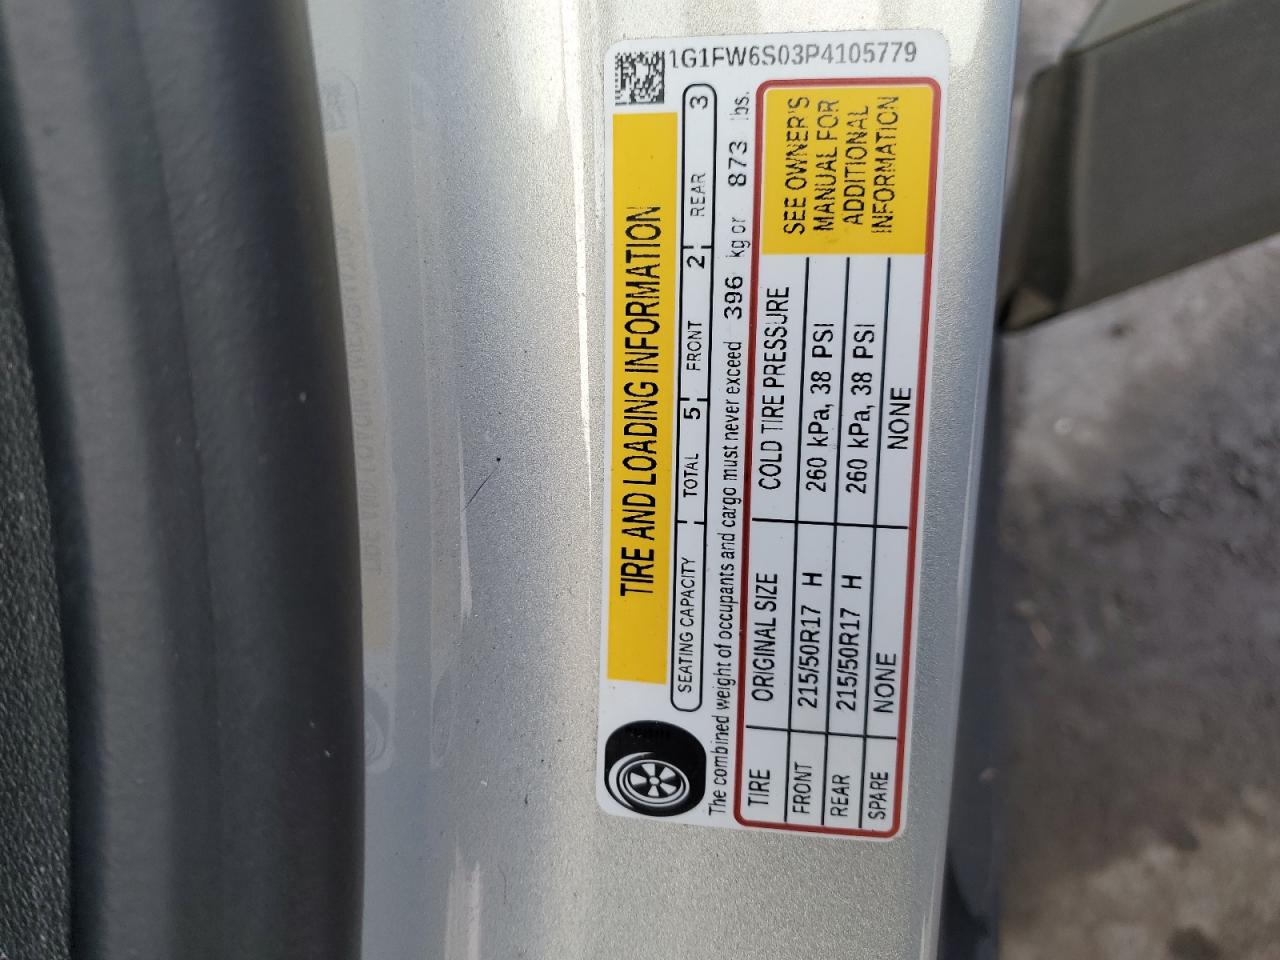 1G1FW6S03P4105779
TIRE AND LOADING INFORMATION
SEATING CAPACITY TOTAL 5 FRONT 2 REAR 3
The combined weight of occupants and cargo must never exceed 396 kg or 873 lbs.
TIRE ORIGINAL SIZE COLD TIRE PRESSURE
FRONT 215/50R17 H 260 kPa, 38 PSI
REAR 215/50R17 H 260 kPa, 38 PSI
SPARE NONE NONE
SEE OWNER'S
MANUAL FOR
ADDITIONAL
INFORMATION